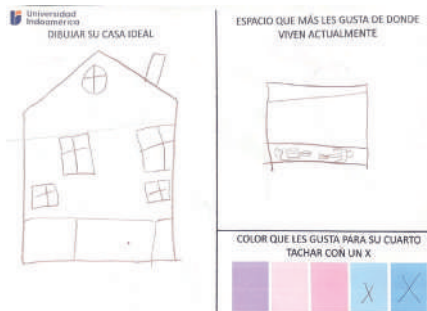 Universidad
Indoamérica
DIBUJAR SU CASA IDEAL
ESPACIO QUE MÁS LES GUSTA DE DONDE
VIVEN ACTUALMENTE
COLOR QUE LES GUSTA PARA SU CUARTO
TACHAR CON UN X
X X